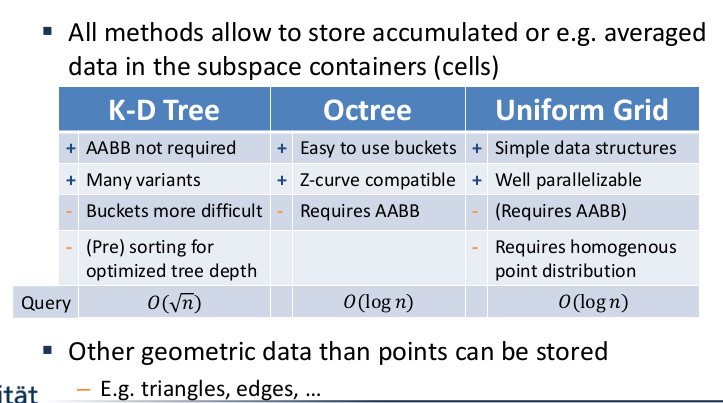 ▪ All methods allow to store accumulated or e.g. averaged
data in the subspace containers (cells)
K-D Tree Octree Uniform Grid
+ AABB not required + Easy to use buckets + Simple data structures
+ Many variants + Z-curve compatible + Well parallelizable
- Buckets more difficult - Requires AABB - (Requires AABB)
- (Pre) sorting for - Requires homogenous
optimized tree depth point distribution
Query O(√n) O(log n) O(log n)
▪ Other geometric data than points can be stored
– E.g. triangles, edges, …
ität